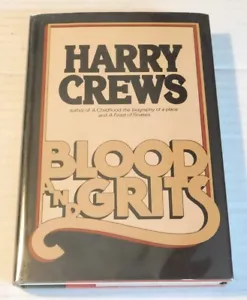 HARRY
CREWS
author of A Childhood: the biography of a place
and A Feast of Snakes
BLOOD
AND
GRITS